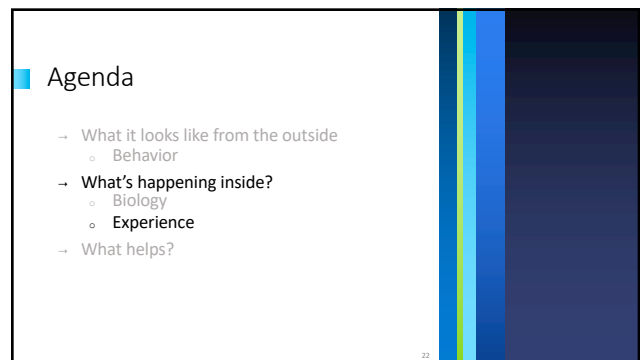 Agenda
→ What it looks like from the outside
○ Behavior
→ What's happening inside?
○ Biology
○ Experience
→ What helps?
22